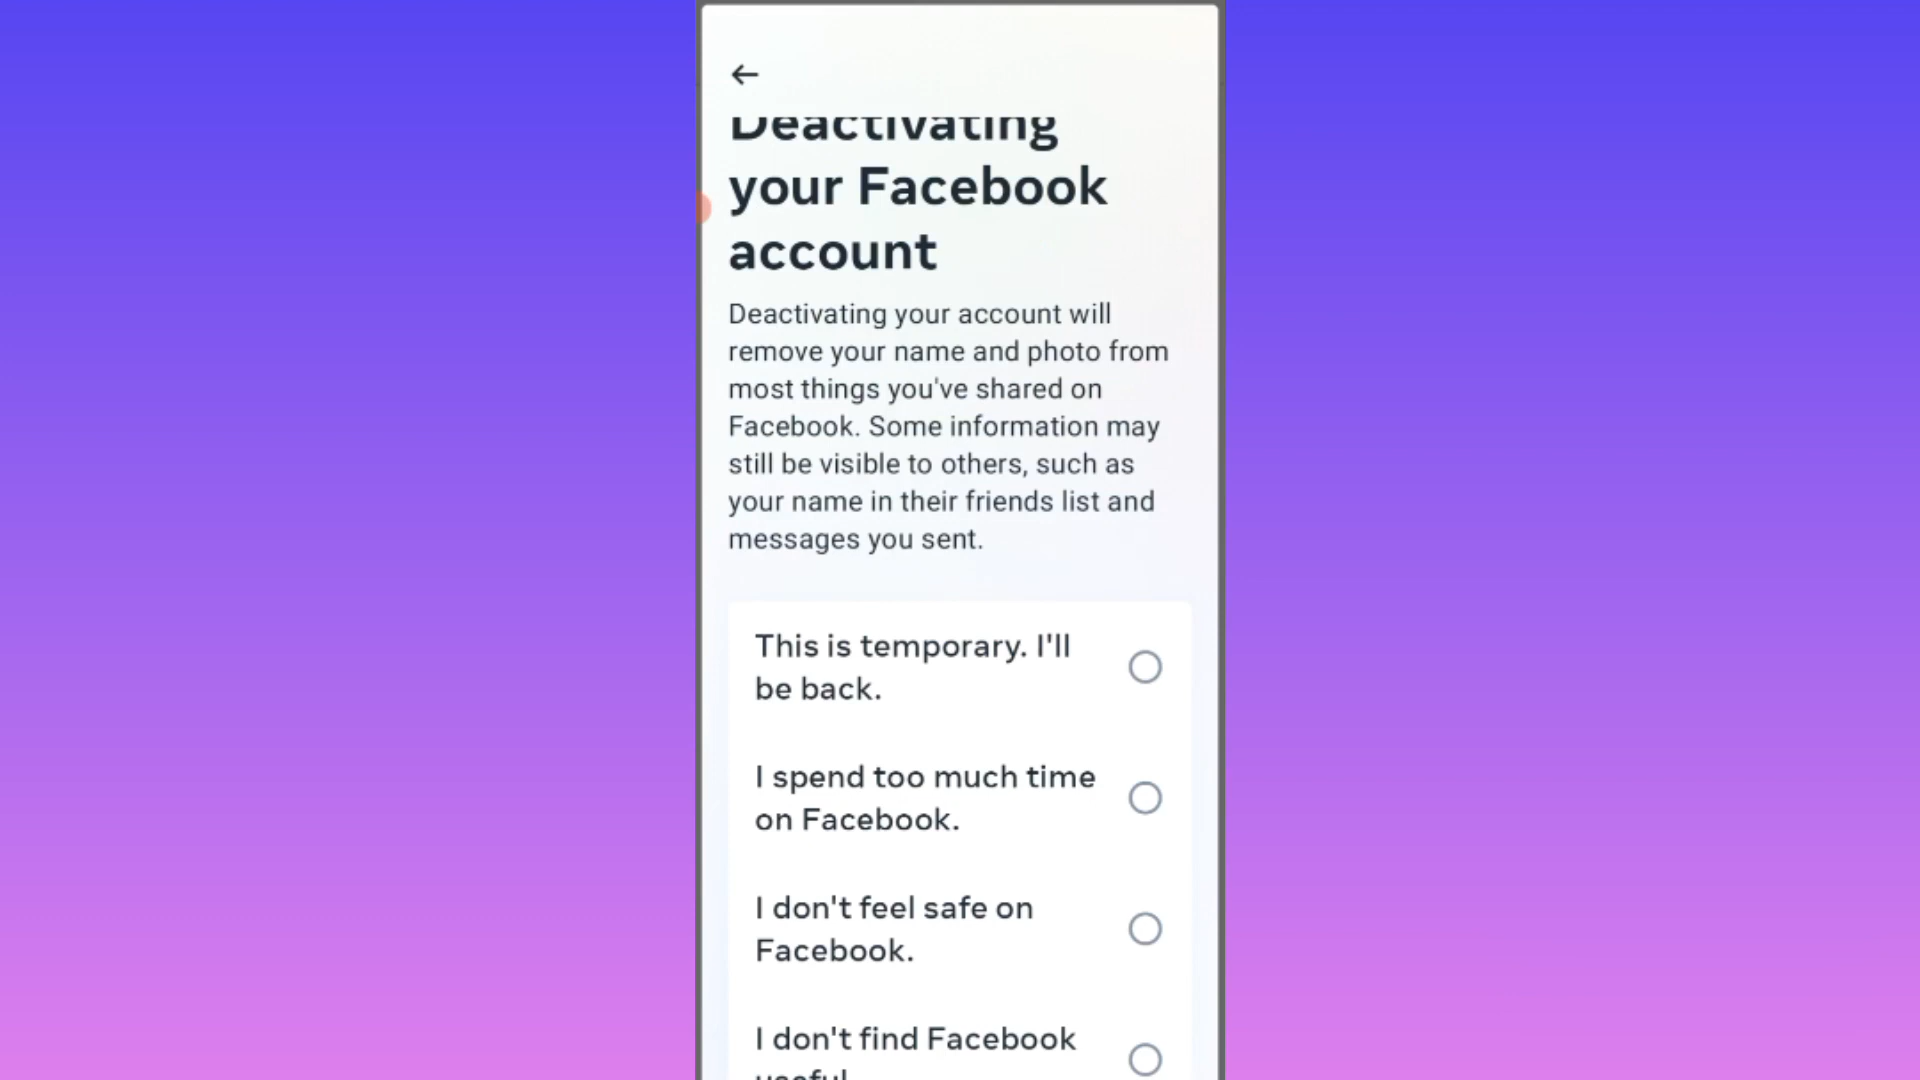 Deactivating
your Facebook
account
Deactivating your account will
remove your name and photo from
most things you've shared on
Facebook. Some information may
still be visible to others, such as
your name in their friends list and
messages you sent.
This is temporary. I'll
be back.
I spend too much time
on Facebook.
I don't feel safe on
Facebook.
I don't find Facebook
useful